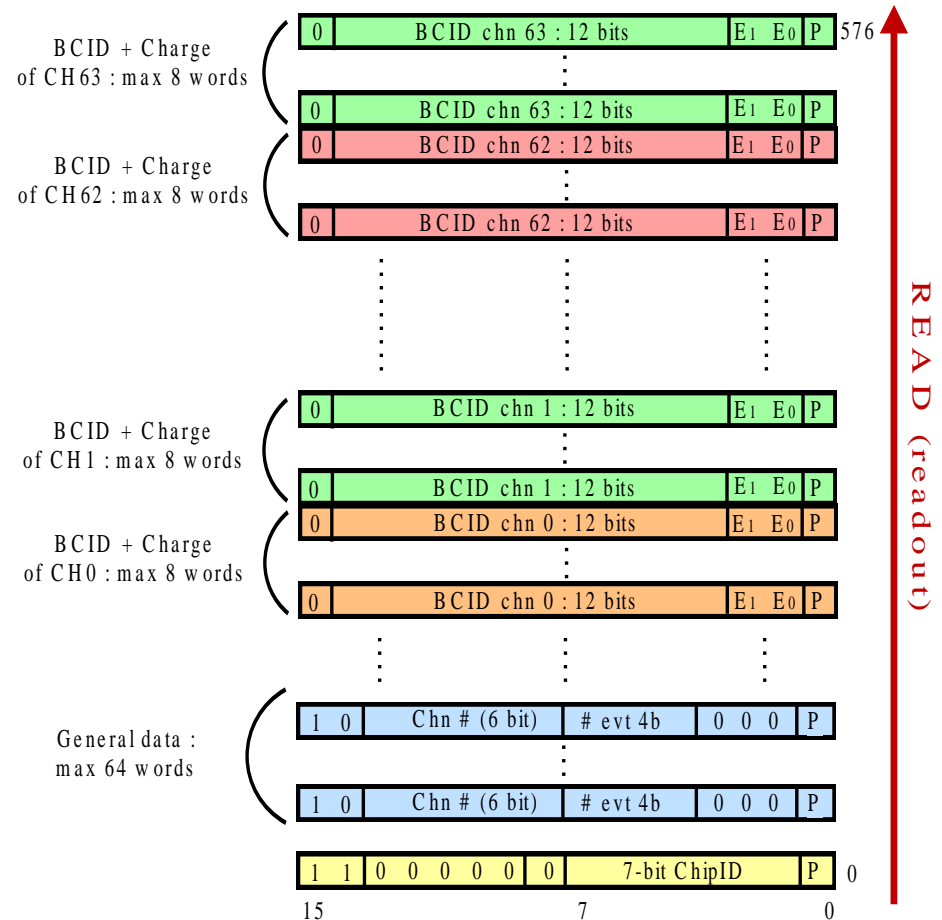 0 BCID chn 63 : 12 bits E1 E0 P 576
BCID + Charge
of CH63 : max 8 words
0 BCID chn 63 : 12 bits E1 E0 P
0 BCID chn 62 : 12 bits E1 E0 P
BCID + Charge
of CH62 : max 8 words
0 BCID chn 62 : 12 bits E1 E0 P
READ (readout)
0 BCID chn 1 : 12 bits E1 E0 P
BCID + Charge
of CH1 : max 8 words
0 BCID chn 1 : 12 bits E1 E0 P
0 BCID chn 0 : 12 bits E1 E0 P
BCID + Charge
of CH0 : max 8 words
0 BCID chn 0 : 12 bits E1 E0 P
1 0 Chn # (6 bit) # evt 4b 0 0 0 P
General data :
max 64 words
1 0 Chn # (6 bit) # evt 4b 0 0 0 P
1 1 0 0 0 0 0 0 7-bit ChipID P 0
15 7 0